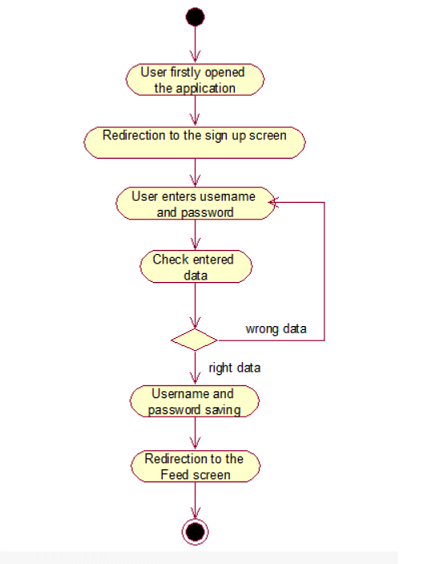 User firstly opened
the application
Redirection to the sign up screen
User enters username
and password
Check entered
data
wrong data
right data
Username and
password saving
Redirection to the
Feed screen